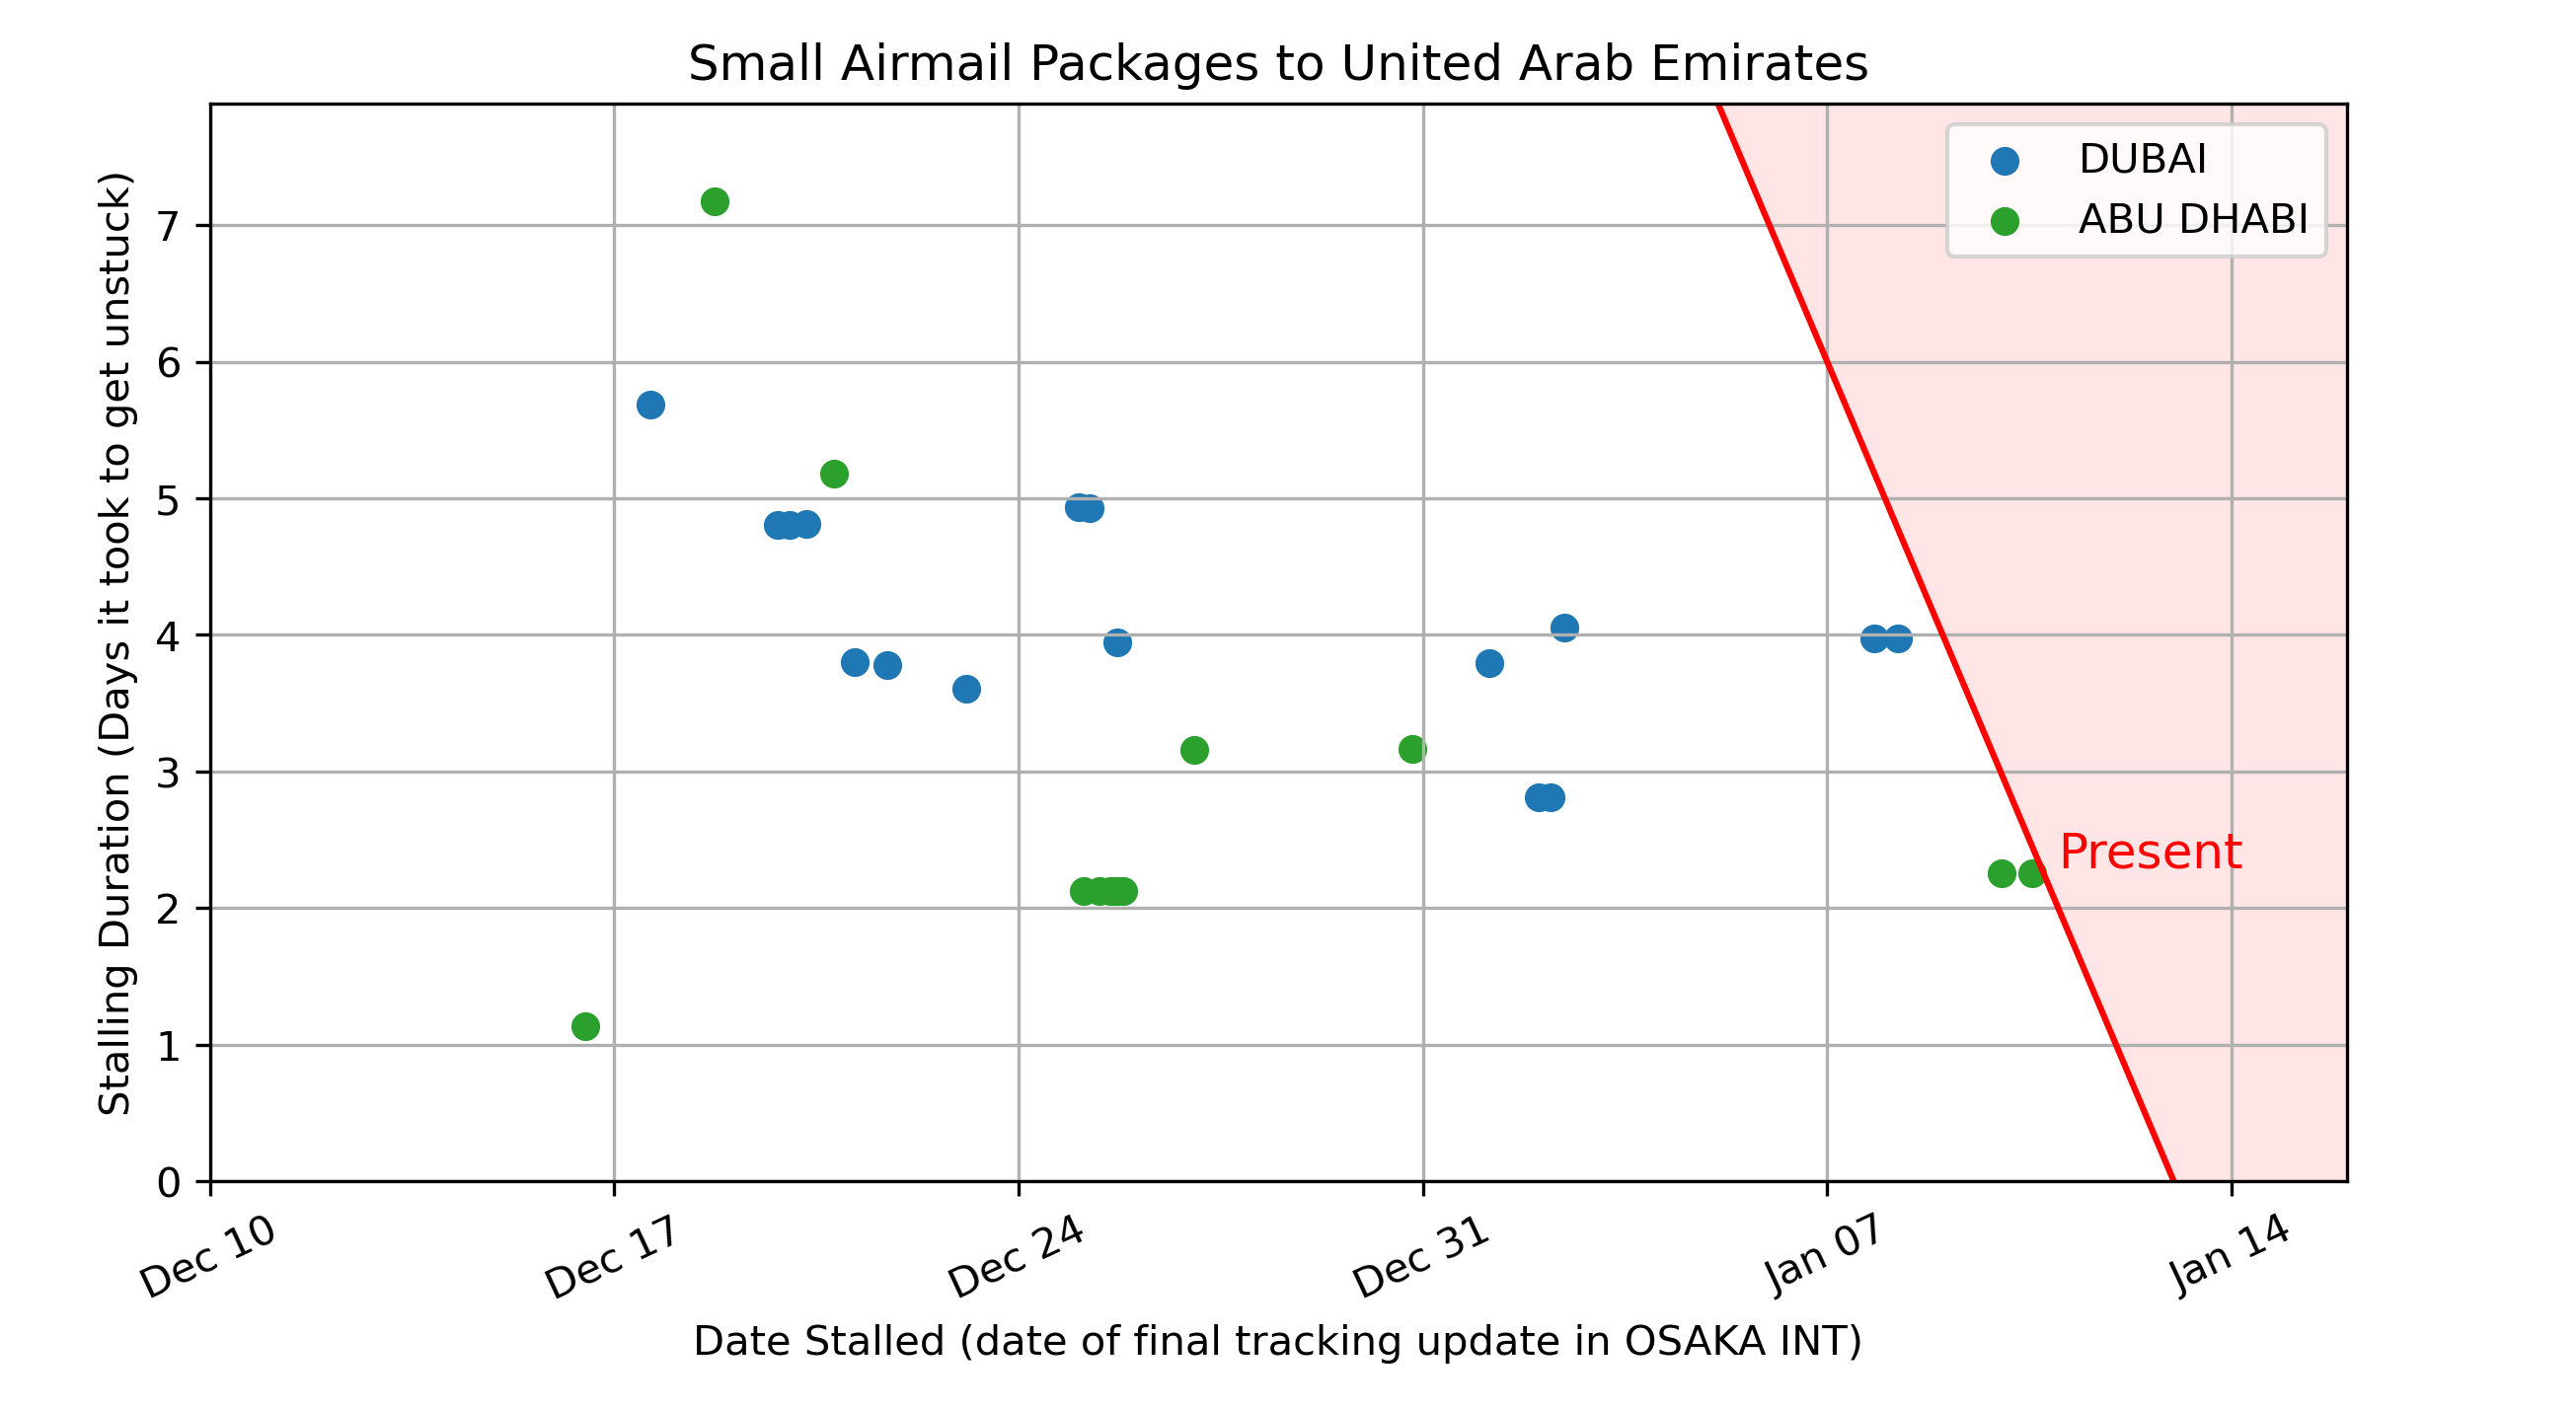 Small Airmail Packages to United Arab Emirates
DUBAI
ABU DHABI
Stalling Duration (Days it took to get unstuck)
7
6
5
4
3
2
1
0
Present
Dec 10
Dec 17
Dec 24
Dec 31
Jan 07
Jan 14
Date Stalled (date of final tracking update in OSAKA INT)